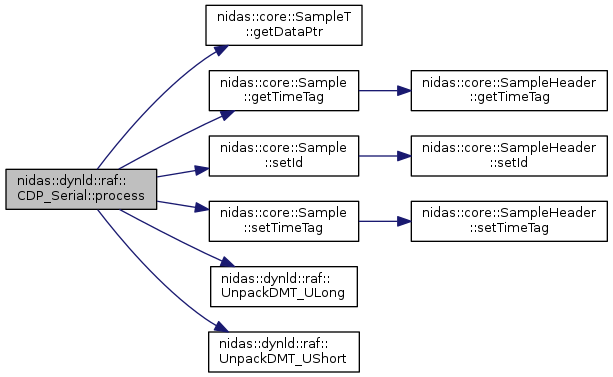 nidas::core::SampleT
::getDataPtr
nidas::core::Sample
::getTimeTag
nidas::core::SampleHeader
::getTimeTag
nidas::dynld::raf::
CDP_Serial::process
nidas::core::Sample
::setId
nidas::core::SampleHeader
::setId
nidas::core::Sample
::setTimeTag
nidas::core::SampleHeader
::setTimeTag
nidas::dynld::raf::
UnpackDMT_ULong
nidas::dynld::raf::
UnpackDMT_UShort